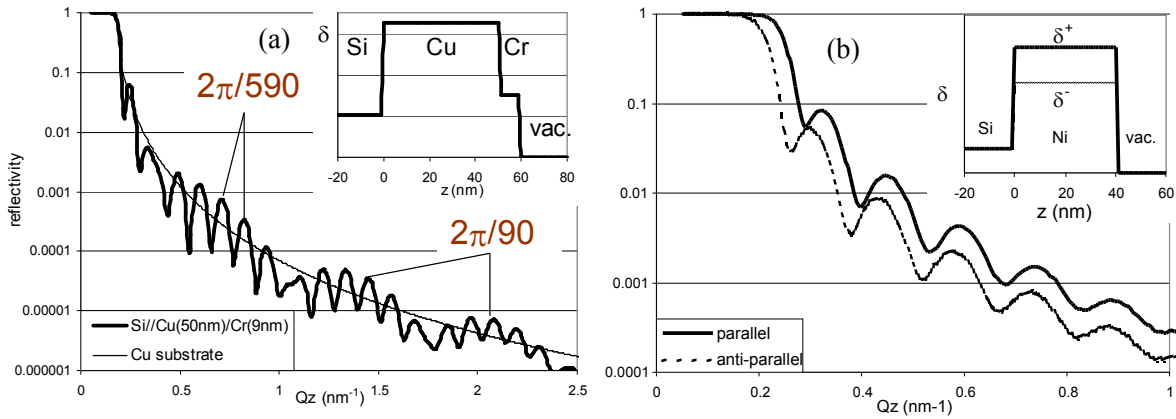 (a)
reflectivity
1
0.1
0.01
0.001
0.0001
0.00001
0.000001
0
0.5
1
1.5
2
2.5
Qz (nm⁻¹)
2π/590
2π/90
Si//Cu(50nm)/Cr(9nm)
Cu substrate
δ
Si
Cu
Cr
vac.
-20 0 20 40 60 80
z (nm)
(b)
1
0.1
0.01
0.001
0.0001
0
0.2
0.4
0.6
0.8
1
Qz (nm-1)
parallel
anti-parallel
δ
δ⁺
δ⁻
Si
Ni
vac.
-20 0 20 40 60
z (nm)